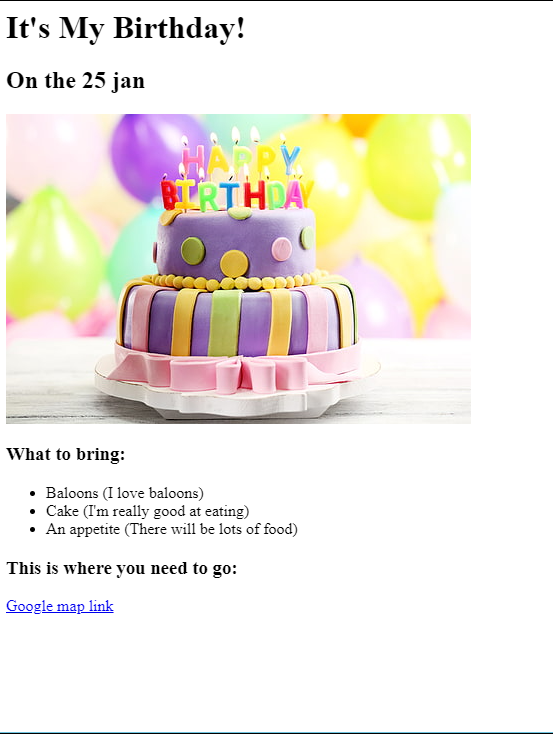 It's My Birthday!
On the 25 jan
HAPPY
BIRTHDAY
What to bring:
Baloons (I love baloons)
Cake (I'm really good at eating)
An appetite (There will be lots of food)
This is where you need to go:
Google map link